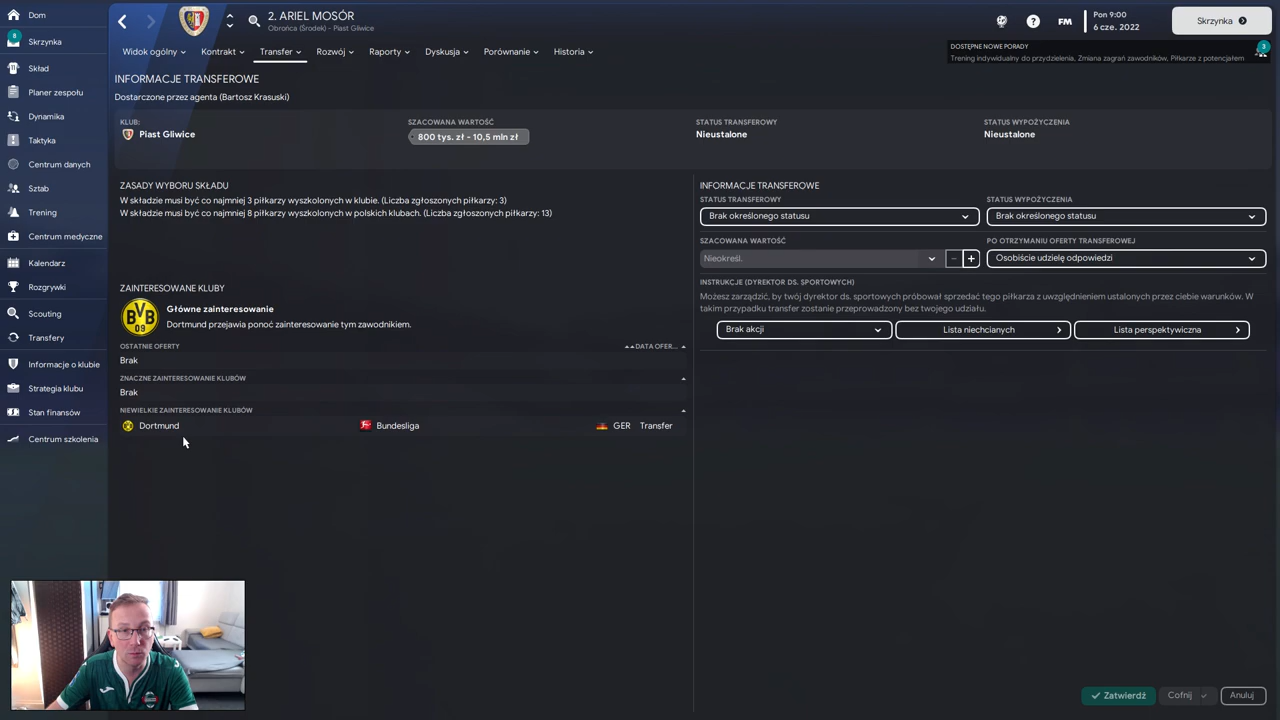 Dom
8
Skrzynka
Skład
Planer zespołu
Dynamika
Taktyka
Centrum danych
Sztab
Trening
Centrum medyczne
Kalendarz
Rozgrywki
Scouting
Transfery
Informacje o klubie
Strategia klubu
Stan finansów
Centrum szkolenia
2. ARIEL MOSÓR
Obrońca (Środek) - Piast Gliwice
FM
Pon 9:00
6 cze. 2022
Skrzynka
Widok ogólny
Kontrakt
Transfer
Rozwój
Raporty
Dyskusja
Porównanie
Historia
DOSTĘPNE NOWE PORADY
Trening indywidualny do przydzielenia, Zmiana zagrań zawodników, Piłkarze z potencjałem
3
INFORMACJE TRANSFEROWE
Dostarczone przez agenta (Bartosz Krasuski)
KLUB:
Piast Gliwice
SZACOWANA WARTOŚĆ
800 tys. zł - 10,5 mln zł
STATUS TRANSFEROWY
Nieustalone
STATUS WYPOŻYCZENIA
Nieustalone
ZASADY WYBORU SKŁADU
W składzie musi być co najmniej 3 piłkarzy wyszkolonych w klubie. (Liczba zgłoszonych piłkarzy: 3)
W składzie musi być co najmniej 8 piłkarzy wyszkolonych w polskich klubach. (Liczba zgłoszonych piłkarzy: 13)
ZAINTERESOWANE KLUBY
BVB
09
Główne zainteresowanie
Dortmund przejawia ponoć zainteresowanie tym zawodnikiem.
OSTATNIE OFERTY
DATA OFER...
Brak
ZNACZNE ZAINTERESOWANIE KLUBÓW
Brak
NIEWIELKIE ZAINTERESOWANIE KLUBÓW
Dortmund
Bundesliga
GER
Transfer
INFORMACJE TRANSFEROWE
STATUS TRANSFEROWY
Brak określonego statusu
STATUS WYPOŻYCZENIA
Brak określonego statusu
SZACOWANA WARTOŚĆ
Nieokreśl.
PO OTRZYMANIU OFERTY TRANSFEROWEJ
Osobiście udzielę odpowiedzi
INSTRUKCJE (DYREKTOR DS. SPORTOWYCH)
Możesz zarządzić, by twój dyrektor ds. sportowych próbował sprzedać tego piłkarza z uwzględnieniem ustalonych przez ciebie warunków. W
takim przypadku transfer zostanie przeprowadzony bez twojego udziału.
Brak akcji
Lista niechcianych
Lista perspektywiczna
Zatwierdź
Cofnij
Anuluj